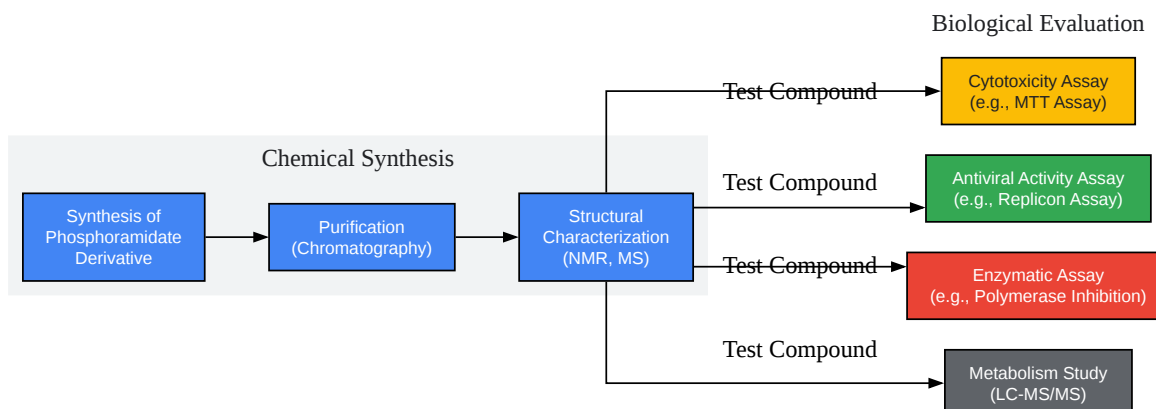 Biological Evaluation
Cytotoxicity Assay
(e.g., MTT Assay)
Test Compound
Chemical Synthesis
Synthesis of
Phosphoramidate
Derivative
Purification
(Chromatography)
Structural
Characterization
(NMR, MS)
Test Compound
Antiviral Activity Assay
(e.g., Replicon Assay)
Test Compound
Enzymatic Assay
(e.g., Polymerase Inhibition)
Test Compound
Metabolism Study
(LC-MS/MS)